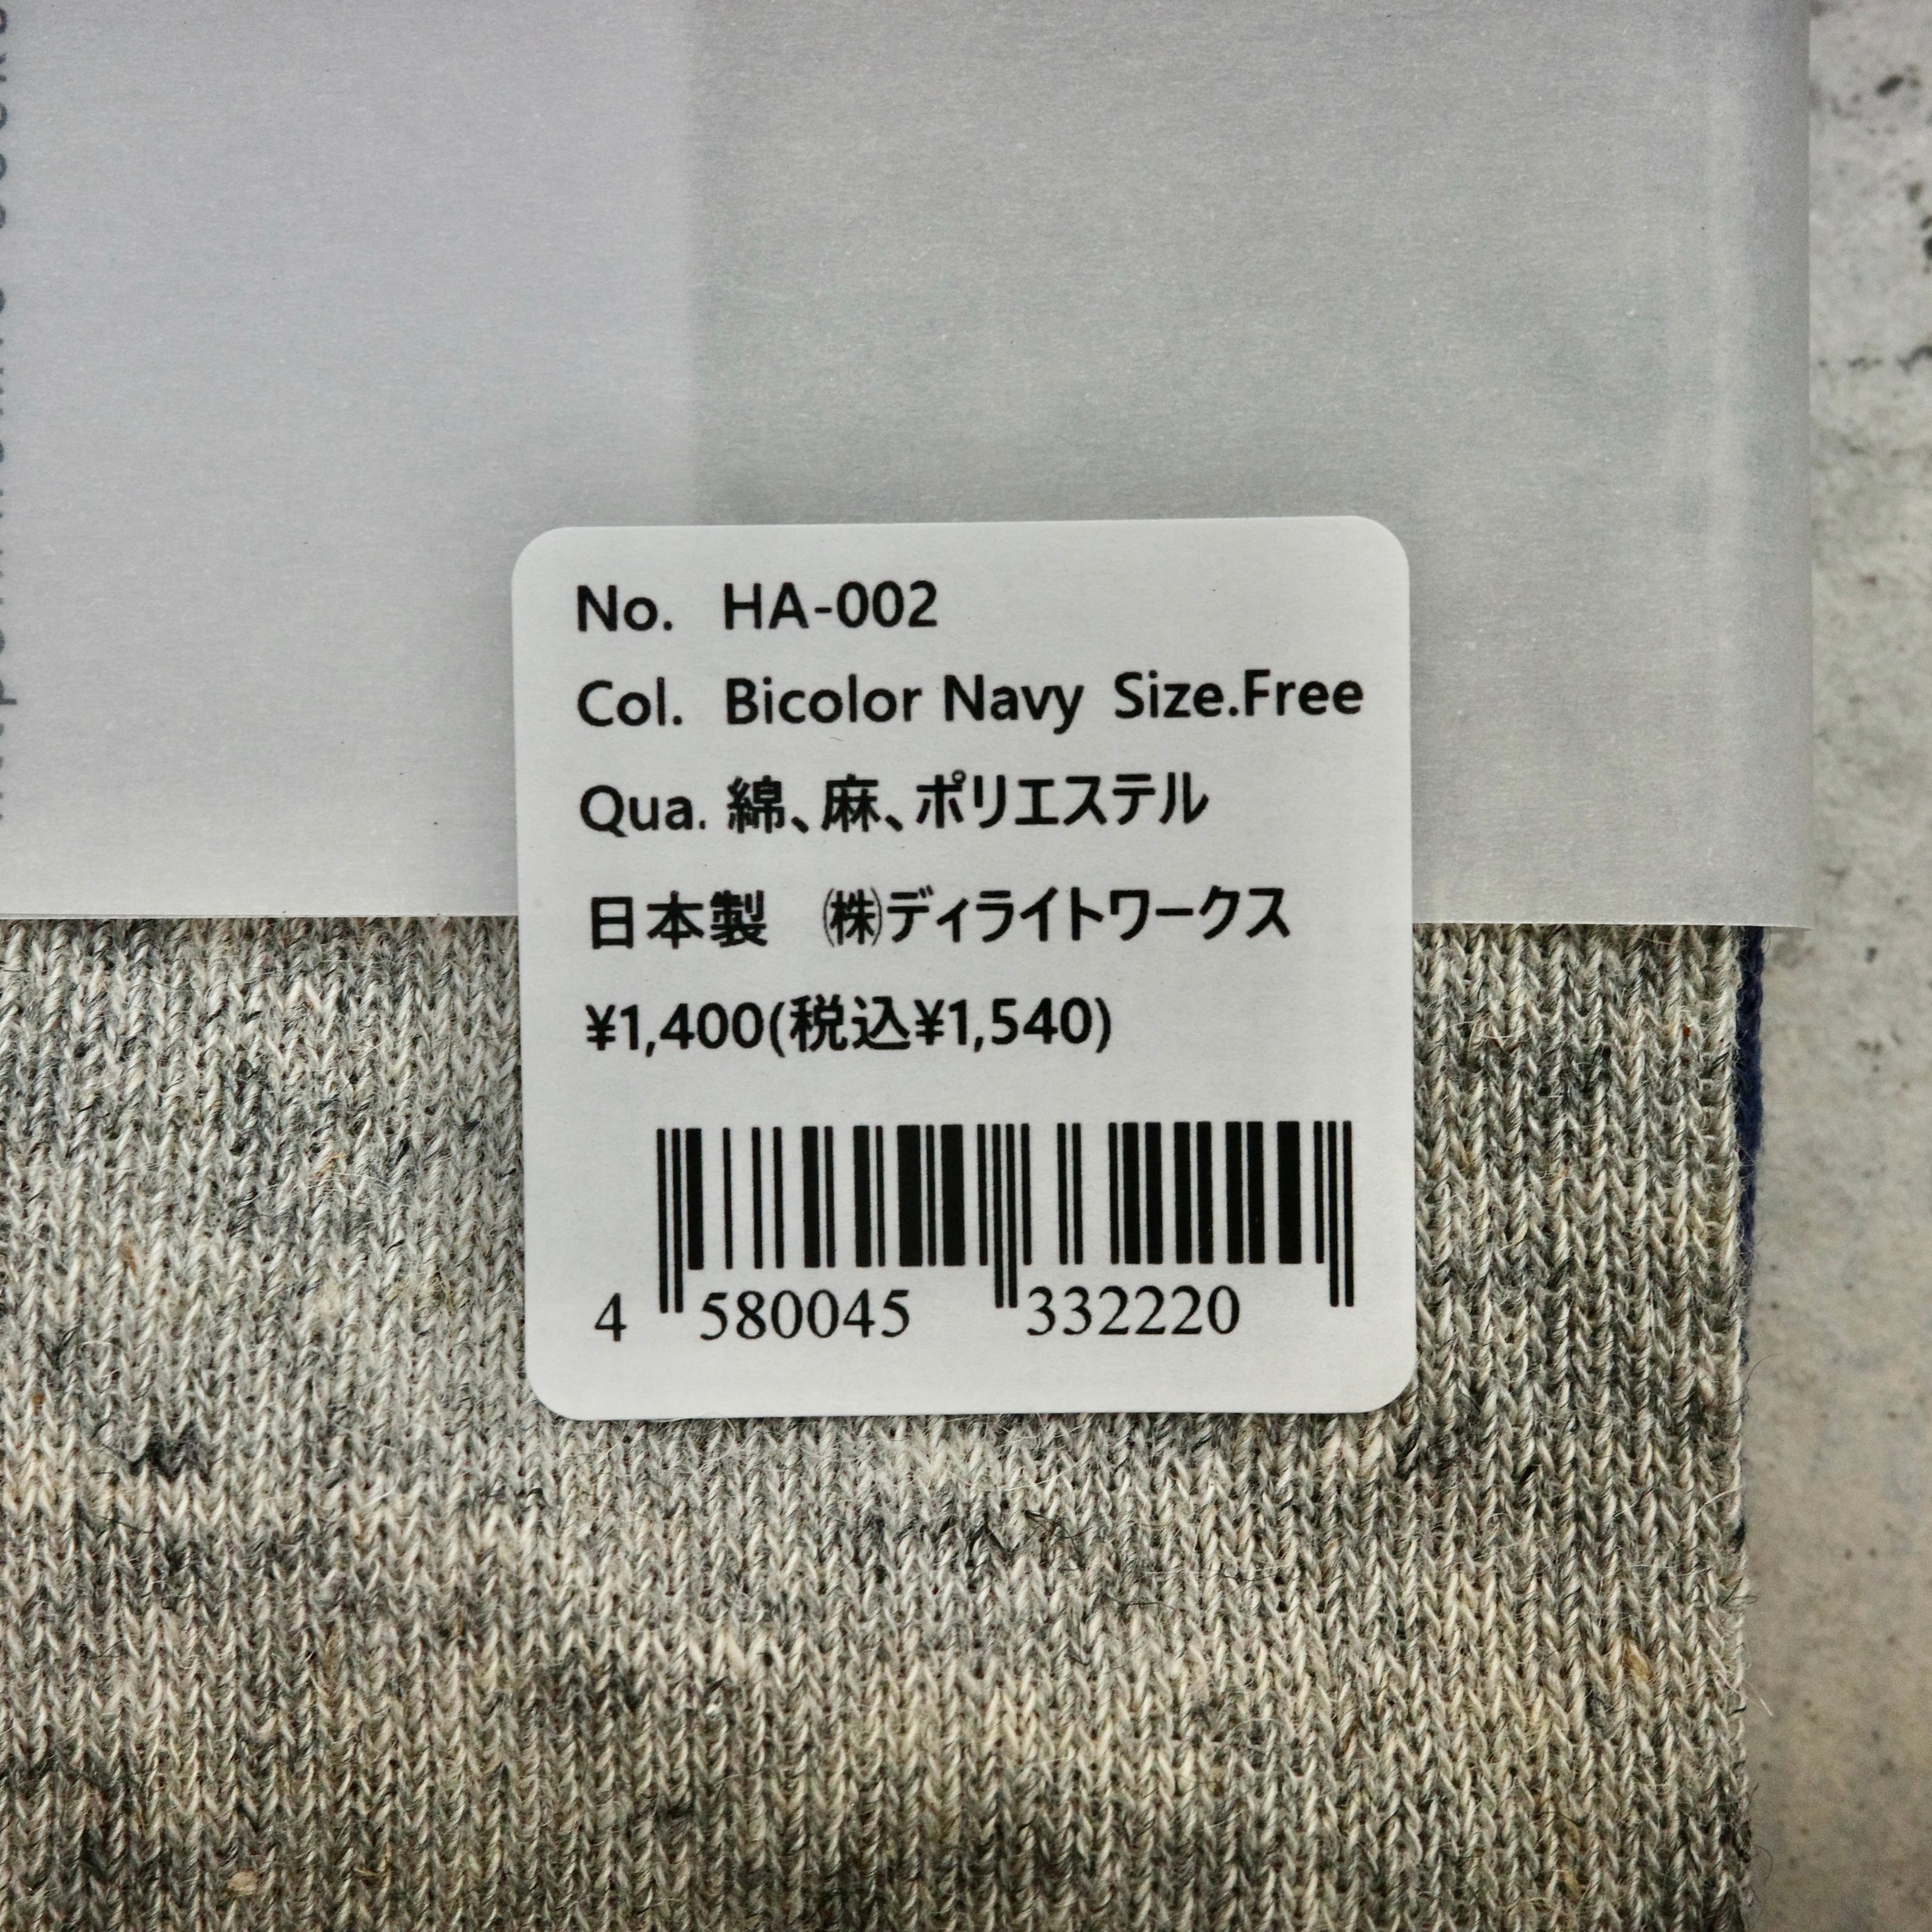 No. HA-002
Col. Bicolor Navy Size.Free
Qua. 綿、麻、ポリエステル
日本製 ㈱ディライトワークス
¥1,400(税込¥1,540)
4 580045 332220